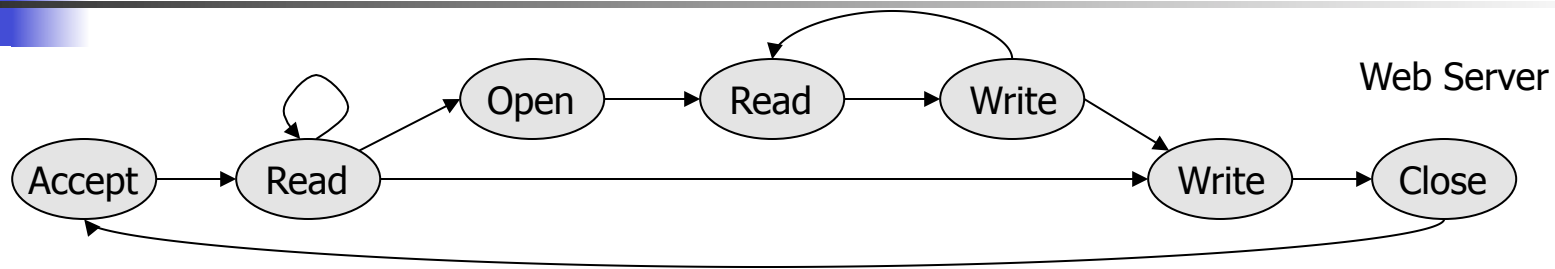 Web Server
Open
Read
Write
Accept
Read
Write
Close